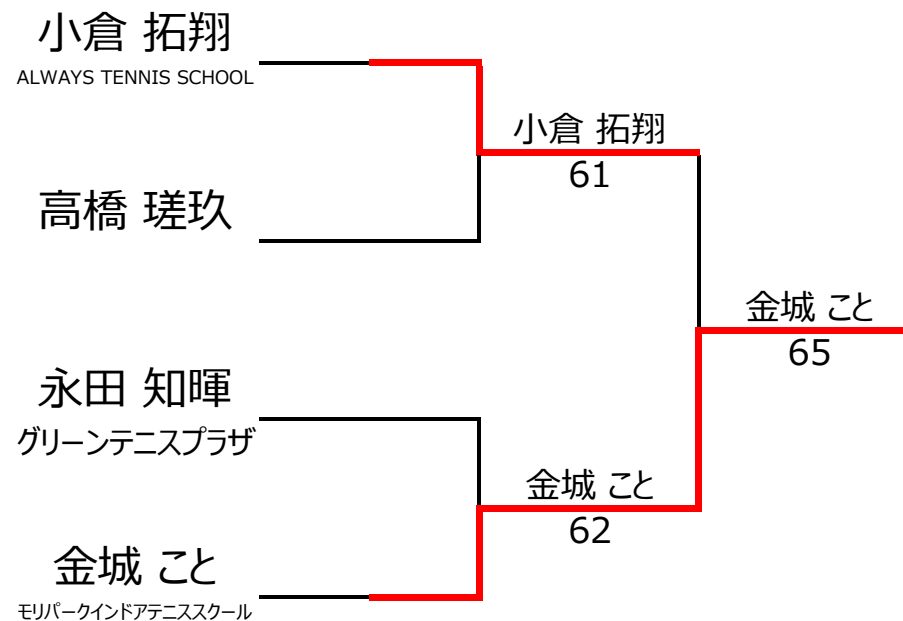 小倉 拓翔
ALWAYS TENNIS SCHOOL
高橋 瑳玖
永田 知暉
グリーンテニスプラザ
金城 こと
モリパークインドアテニススクール
小倉 拓翔
61
金城 こと
62
金城 こと
65